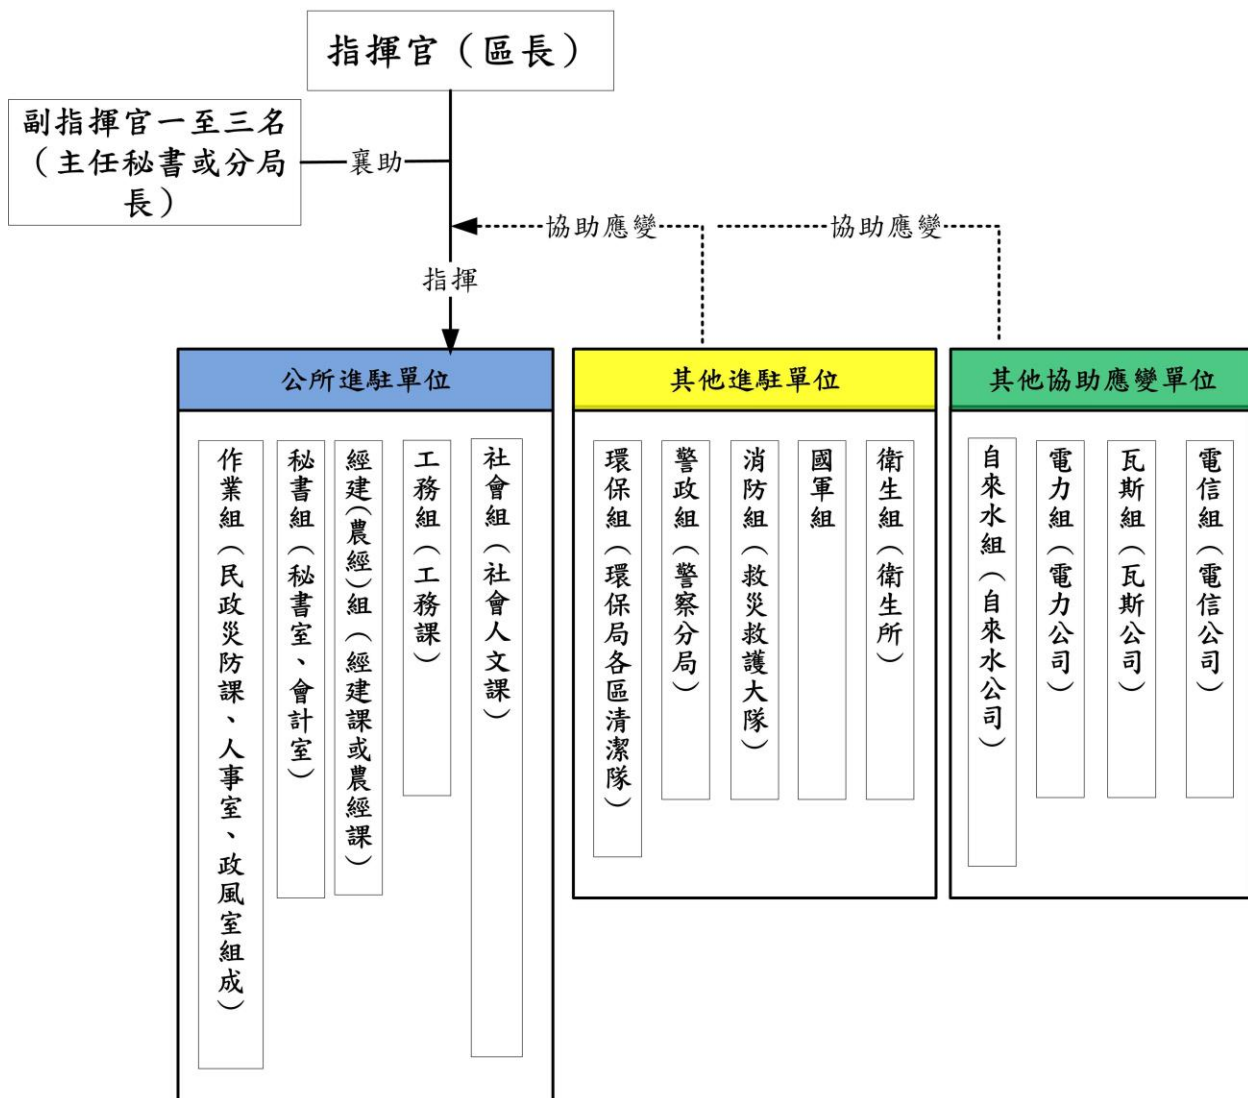 指揮官（區長）
副指揮官一至三名
（主任秘書或分局
長）
襄助
協助應變
協助應變
指揮
公所進駐單位
作業組（民政災防課、人事室、政風室組成）
秘書組（秘書室、會計室）
經建(農經)組（經建課或農經課）
工務組（工務課）
社會組（社會人文課）
其他進駐單位
環保組（環保局各區清潔隊）
警政組（警察分局）
消防組（救災救護大隊）
國軍組
衛生組（衛生所）
其他協助應變單位
自來水組（自來水公司）
電力組（電力公司）
瓦斯組（瓦斯公司）
電信組（電信公司）